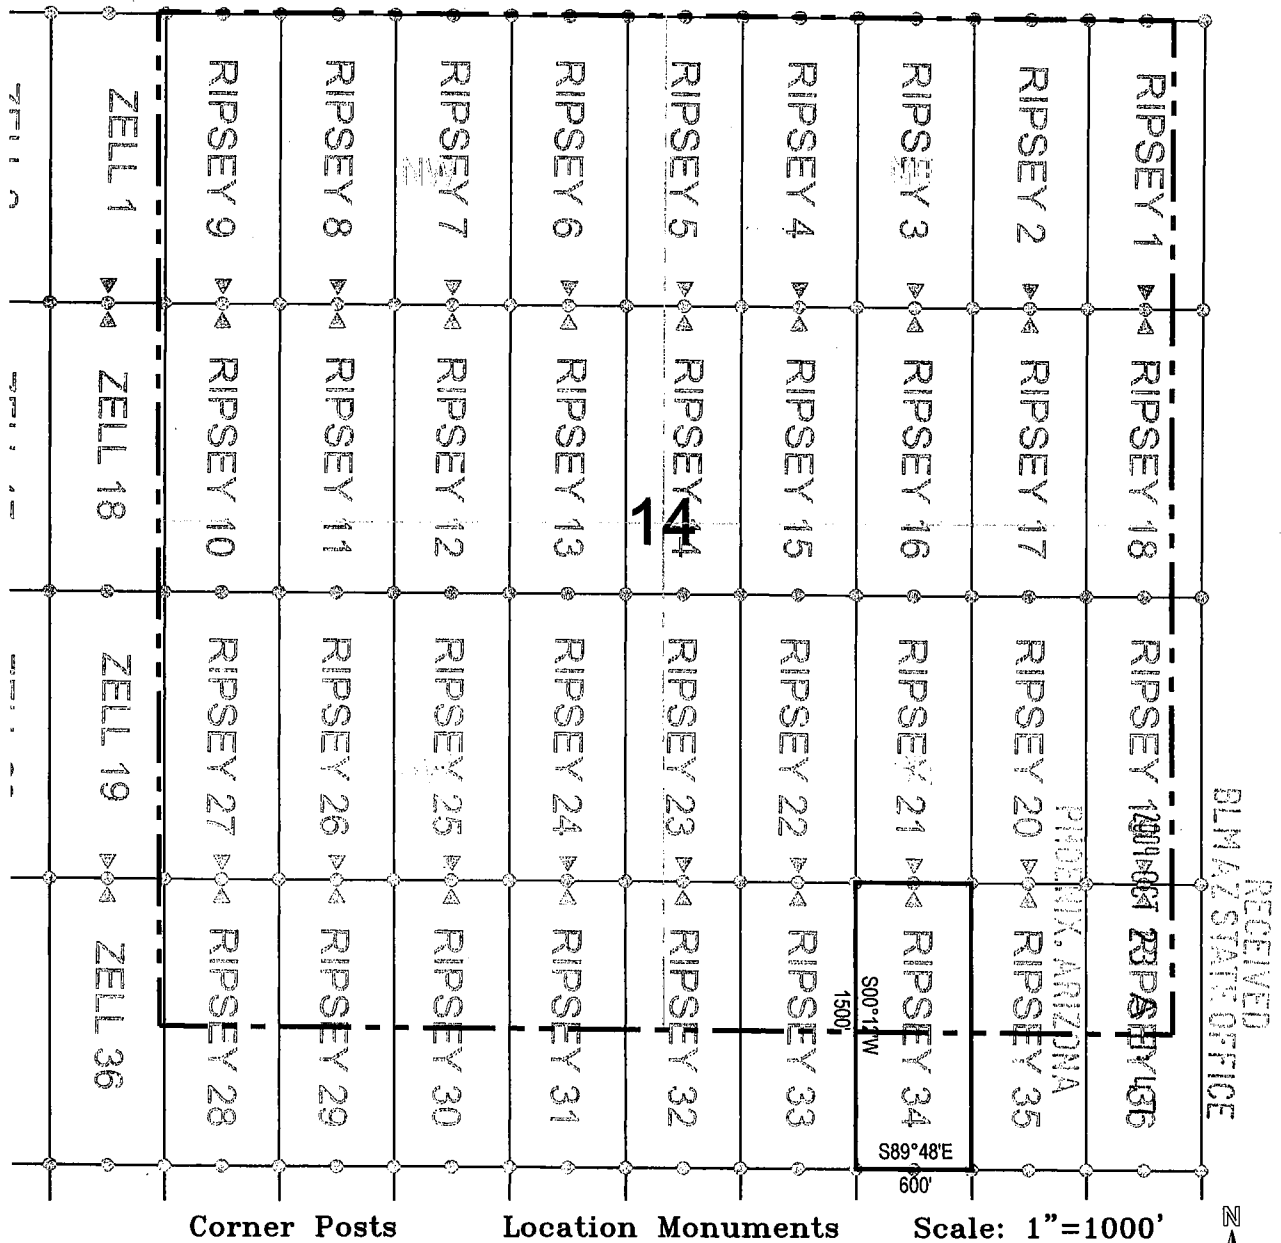 ZELL 1
RIPSEY 9
RIPSEY 8
RIPSEY 7
RIPSEY 6
RIPSEY 5
RIPSEY 4
RIPSEY 3
RIPSEY 2
RIPSEY 1
NW
ZELL 18
RIPSEY 10
RIPSEY 11
RIPSEY 12
RIPSEY 13
RIPSEY 14
RIPSEY 15
RIPSEY 16
RIPSEY 17
RIPSEY 18
14
ZELL 19
RIPSEY 27
RIPSEY 26
RIPSEY 25
RIPSEY 24
RIPSEY 23
RIPSEY 22
RIPSEY 21
RIPSEY 20
RIPSEY
ZELL 36
RIPSEY 28
RIPSEY 29
RIPSEY 30
RIPSEY 31
RIPSEY 32
RIPSEY 33
RIPSEY 34
RIPSEY 35
RIPSEY 36
S00°12'W
1500'
S89°48'E
600'
RECEIVED
BLM AZ STATE OFFICE
PHOENIX, ARIZONA
Corner Posts
Location Monuments
Scale: 1"=1000'
N